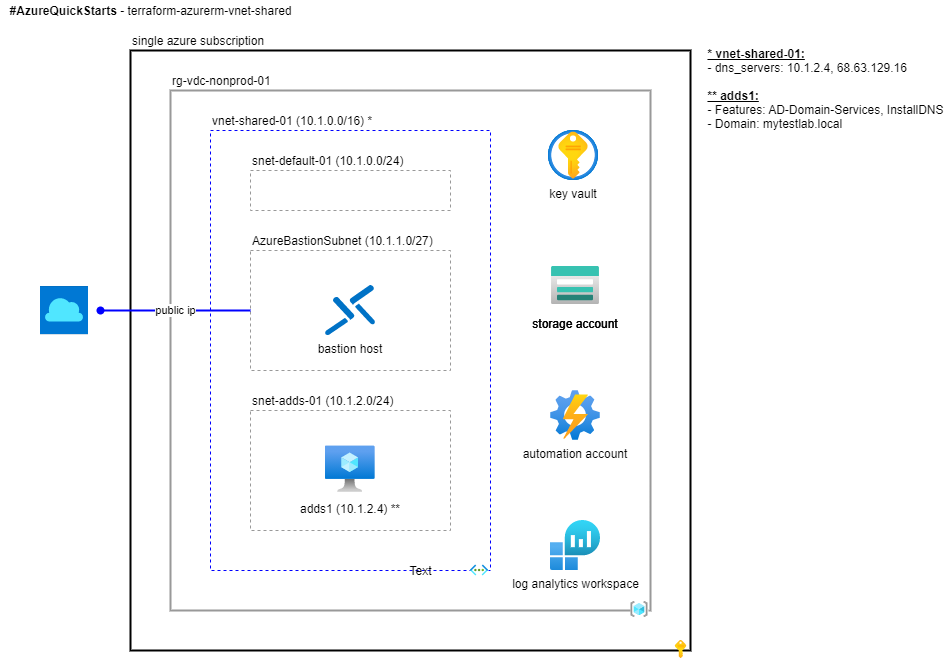 #AzureQuickStarts - terraform-azurerm-vnet-shared
single azure subscription
* vnet-shared-01:
- dns_servers: 10.1.2.4, 68.63.129.16
** adds1:
- Features: AD-Domain-Services, InstallDNS
- Domain: mytestlab.local
rg-vdc-nonprod-01
vnet-shared-01 (10.1.0.0/16) *
snet-default-01 (10.1.0.0/24)
key vault
AzureBastionSubnet (10.1.1.0/27)
public ip
bastion host
storage account
snet-adds-01 (10.1.2.0/24)
adds1 (10.1.2.4) **
automation account
Text
log analytics workspace